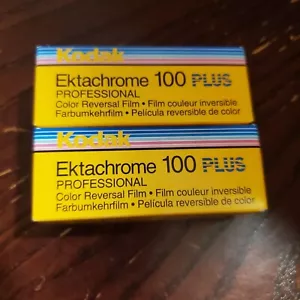 Kodak
Ektachrome 100 PLUS
PROFESSIONAL
Color Reversal Film • Film couleur inversible
Farbumkehrfilm • Película reversible de color
Kodak
Ektachrome 100 PLUS
PROFESSIONAL
Color Reversal Film • Film couleur inversible
Farbumkehrfilm • Película reversible de color